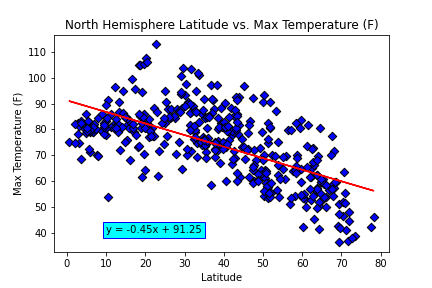 North Hemisphere Latitude vs. Max Temperature (F)
Max Temperature (F)
110
100
90
80
70
60
50
40
y = -0.45x + 91.25
0 10 20 30 40 50 60 70 80
Latitude